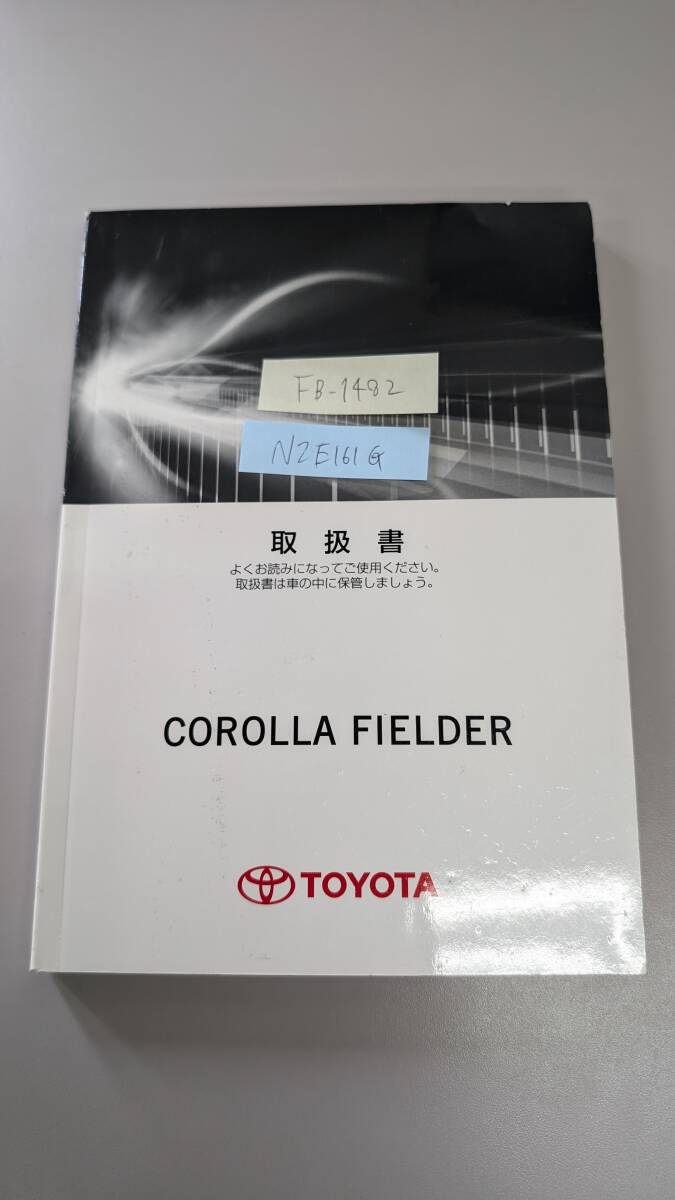 FB-1482
NZE161G
取扱書
よくお読みになってご使用ください。
取扱書は車の中に保管しましょう。
COROLLA FIELDER
TOYOTA